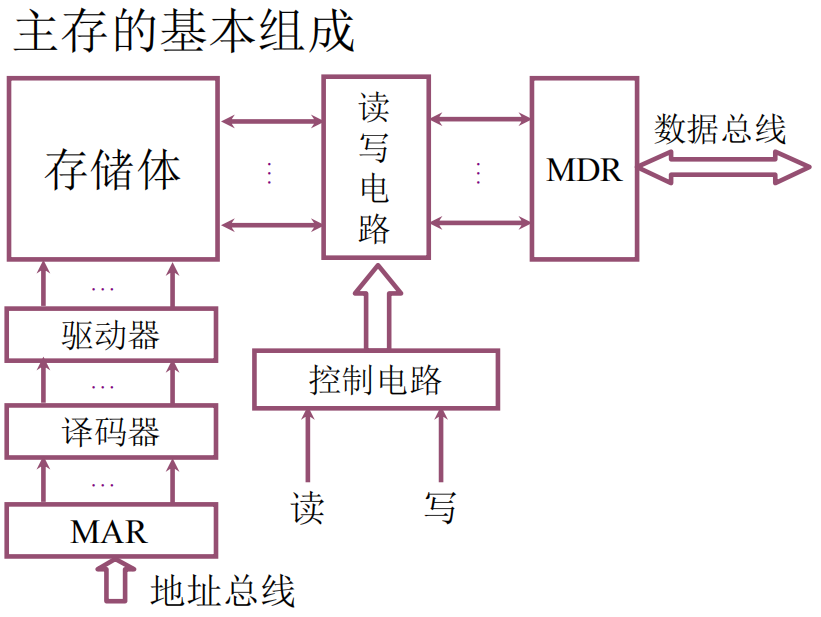 主存的基本组成
存储体
读写电路
MDR
数据总线
...
...
...
驱动器
...
译码器
...
MAR
地址总线
控制电路
读
写